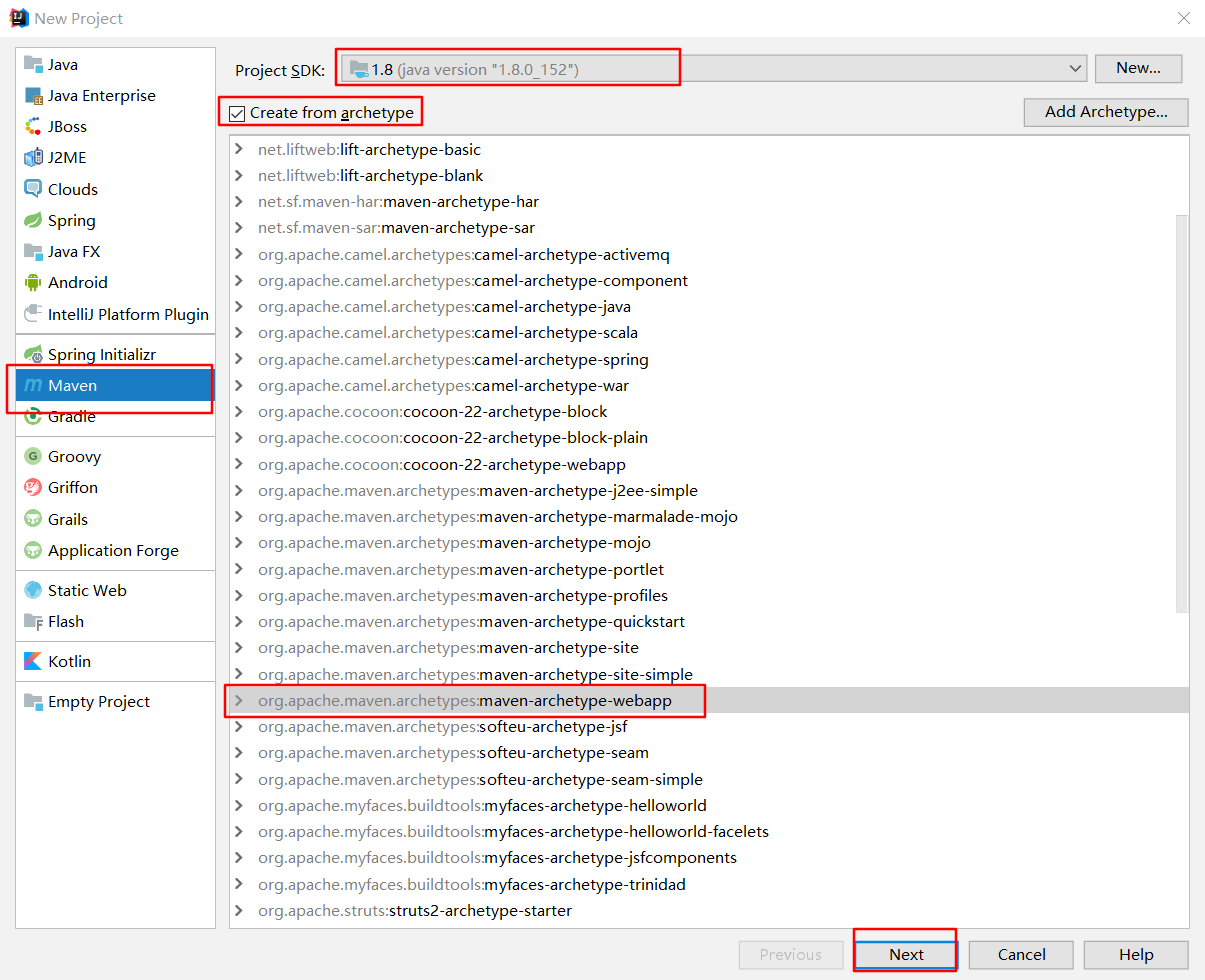 New Project
Java
Java Enterprise
JBoss
J2ME
Clouds
Spring
Java FX
Android
IntelliJ Platform Plugin
Spring Initializr
Maven
Gradle
Groovy
Griffon
Grails
Application Forge
Static Web
Flash
Kotlin
Empty Project
Project SDK: 1.8 (java version "1.8.0_152") New...
Create from archetype Add Archetype...
net.liftweb:lift-archetype-basic
net.liftweb:lift-archetype-blank
net.sf.maven-har:maven-archetype-har
net.sf.maven-sar:maven-archetype-sar
org.apache.camel.archetypes:camel-archetype-activemq
org.apache.camel.archetypes:camel-archetype-component
org.apache.camel.archetypes:camel-archetype-java
org.apache.camel.archetypes:camel-archetype-scala
org.apache.camel.archetypes:camel-archetype-spring
org.apache.camel.archetypes:camel-archetype-war
org.apache.cocoon:cocoon-22-archetype-block
org.apache.cocoon:cocoon-22-archetype-block-plain
org.apache.cocoon:cocoon-22-archetype-webapp
org.apache.maven.archetypes:maven-archetype-j2ee-simple
org.apache.maven.archetypes:maven-archetype-marmalade-mojo
org.apache.maven.archetypes:maven-archetype-mojo
org.apache.maven.archetypes:maven-archetype-portlet
org.apache.maven.archetypes:maven-archetype-profiles
org.apache.maven.archetypes:maven-archetype-quickstart
org.apache.maven.archetypes:maven-archetype-site
org.apache.maven.archetypes:maven-archetype-site-simple
org.apache.maven.archetypes:maven-archetype-webapp
org.apache.maven.archetypes:softeu-archetype-jsf
org.apache.maven.archetypes:softeu-archetype-seam
org.apache.maven.archetypes:softeu-archetype-seam-simple
org.apache.myfaces.buildtools:myfaces-archetype-helloworld
org.apache.myfaces.buildtools:myfaces-archetype-helloworld-facelets
org.apache.myfaces.buildtools:myfaces-archetype-jsfcomponents
org.apache.myfaces.buildtools:myfaces-archetype-trinidad
org.apache.struts:struts2-archetype-starter
Previous Next Cancel Help